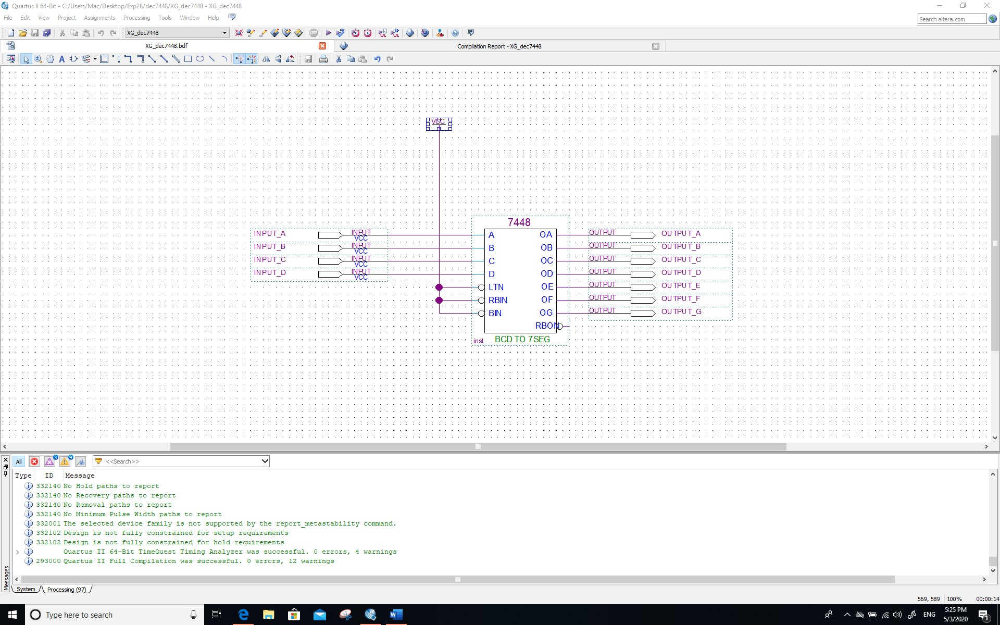 Quartus II 64-Bit - C:/Users/Mac/Desktop/Exp28/dec7448/XG_dec7448 - XG_dec7448
File Edit View Project Assignments Processing Tools Window Help
Search altera.com
XG_dec7448
STOP
XG_dec7448.bdf
Compilation Report - XG_dec7448
VCC
7448
INPUT_A INPUT VCC A OA OUTPUT OUTPUT_A
INPUT_B INPUT VCC B OB OUTPUT OUTPUT_B
INPUT_C INPUT VCC C OC OUTPUT OUTPUT_C
INPUT_D INPUT VCC D OD OUTPUT OUTPUT_D
LTN OE OUTPUT OUTPUT_E
RBIN OF OUTPUT OUTPUT_F
BIN OG OUTPUT OUTPUT_G
RBON
inst BCD TO 7SEG
All 3 9 <<Search>>
Type ID Message
332140 No Hold paths to report
332140 No Recovery paths to report
332140 No Removal paths to report
332140 No Minimum Pulse Width paths to report
332001 The selected device family is not supported by the report_metastability command.
332102 Design is not fully constrained for setup requirements
332102 Design is not fully constrained for hold requirements
Quartus II 64-Bit TimeQuest Timing Analyzer was successful. 0 errors, 4 warnings
293000 Quartus II Full Compilation was successful. 0 errors, 12 warnings
Messages
System Processing (97)
569, 589 100% 00:00:14
Type here to search
ENG
5:25 PM
5/3/2020
1